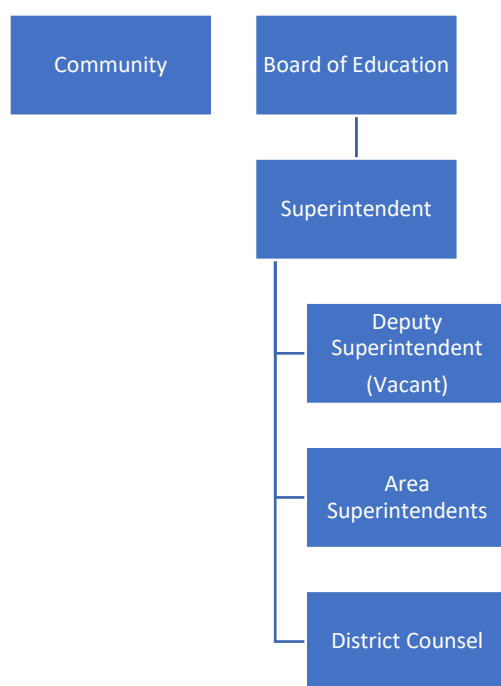 Community
Board of Education
Superintendent
Deputy
Superintendent
(Vacant)
Area
Superintendents
District Counsel